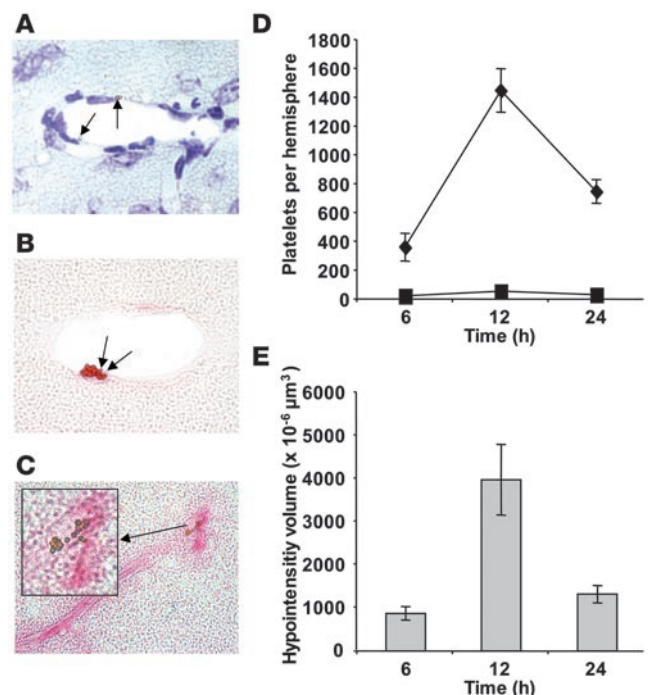 A
B
C
D
Platelets per hemisphere
1800
1600
1400
1200
1000
800
600
400
200
0
6 12 24
Time (h)
E
Hypointensitiy volume (x 10⁻⁶ µm³)
6000
5000
4000
3000
2000
1000
0
6 12 24
Time (h)